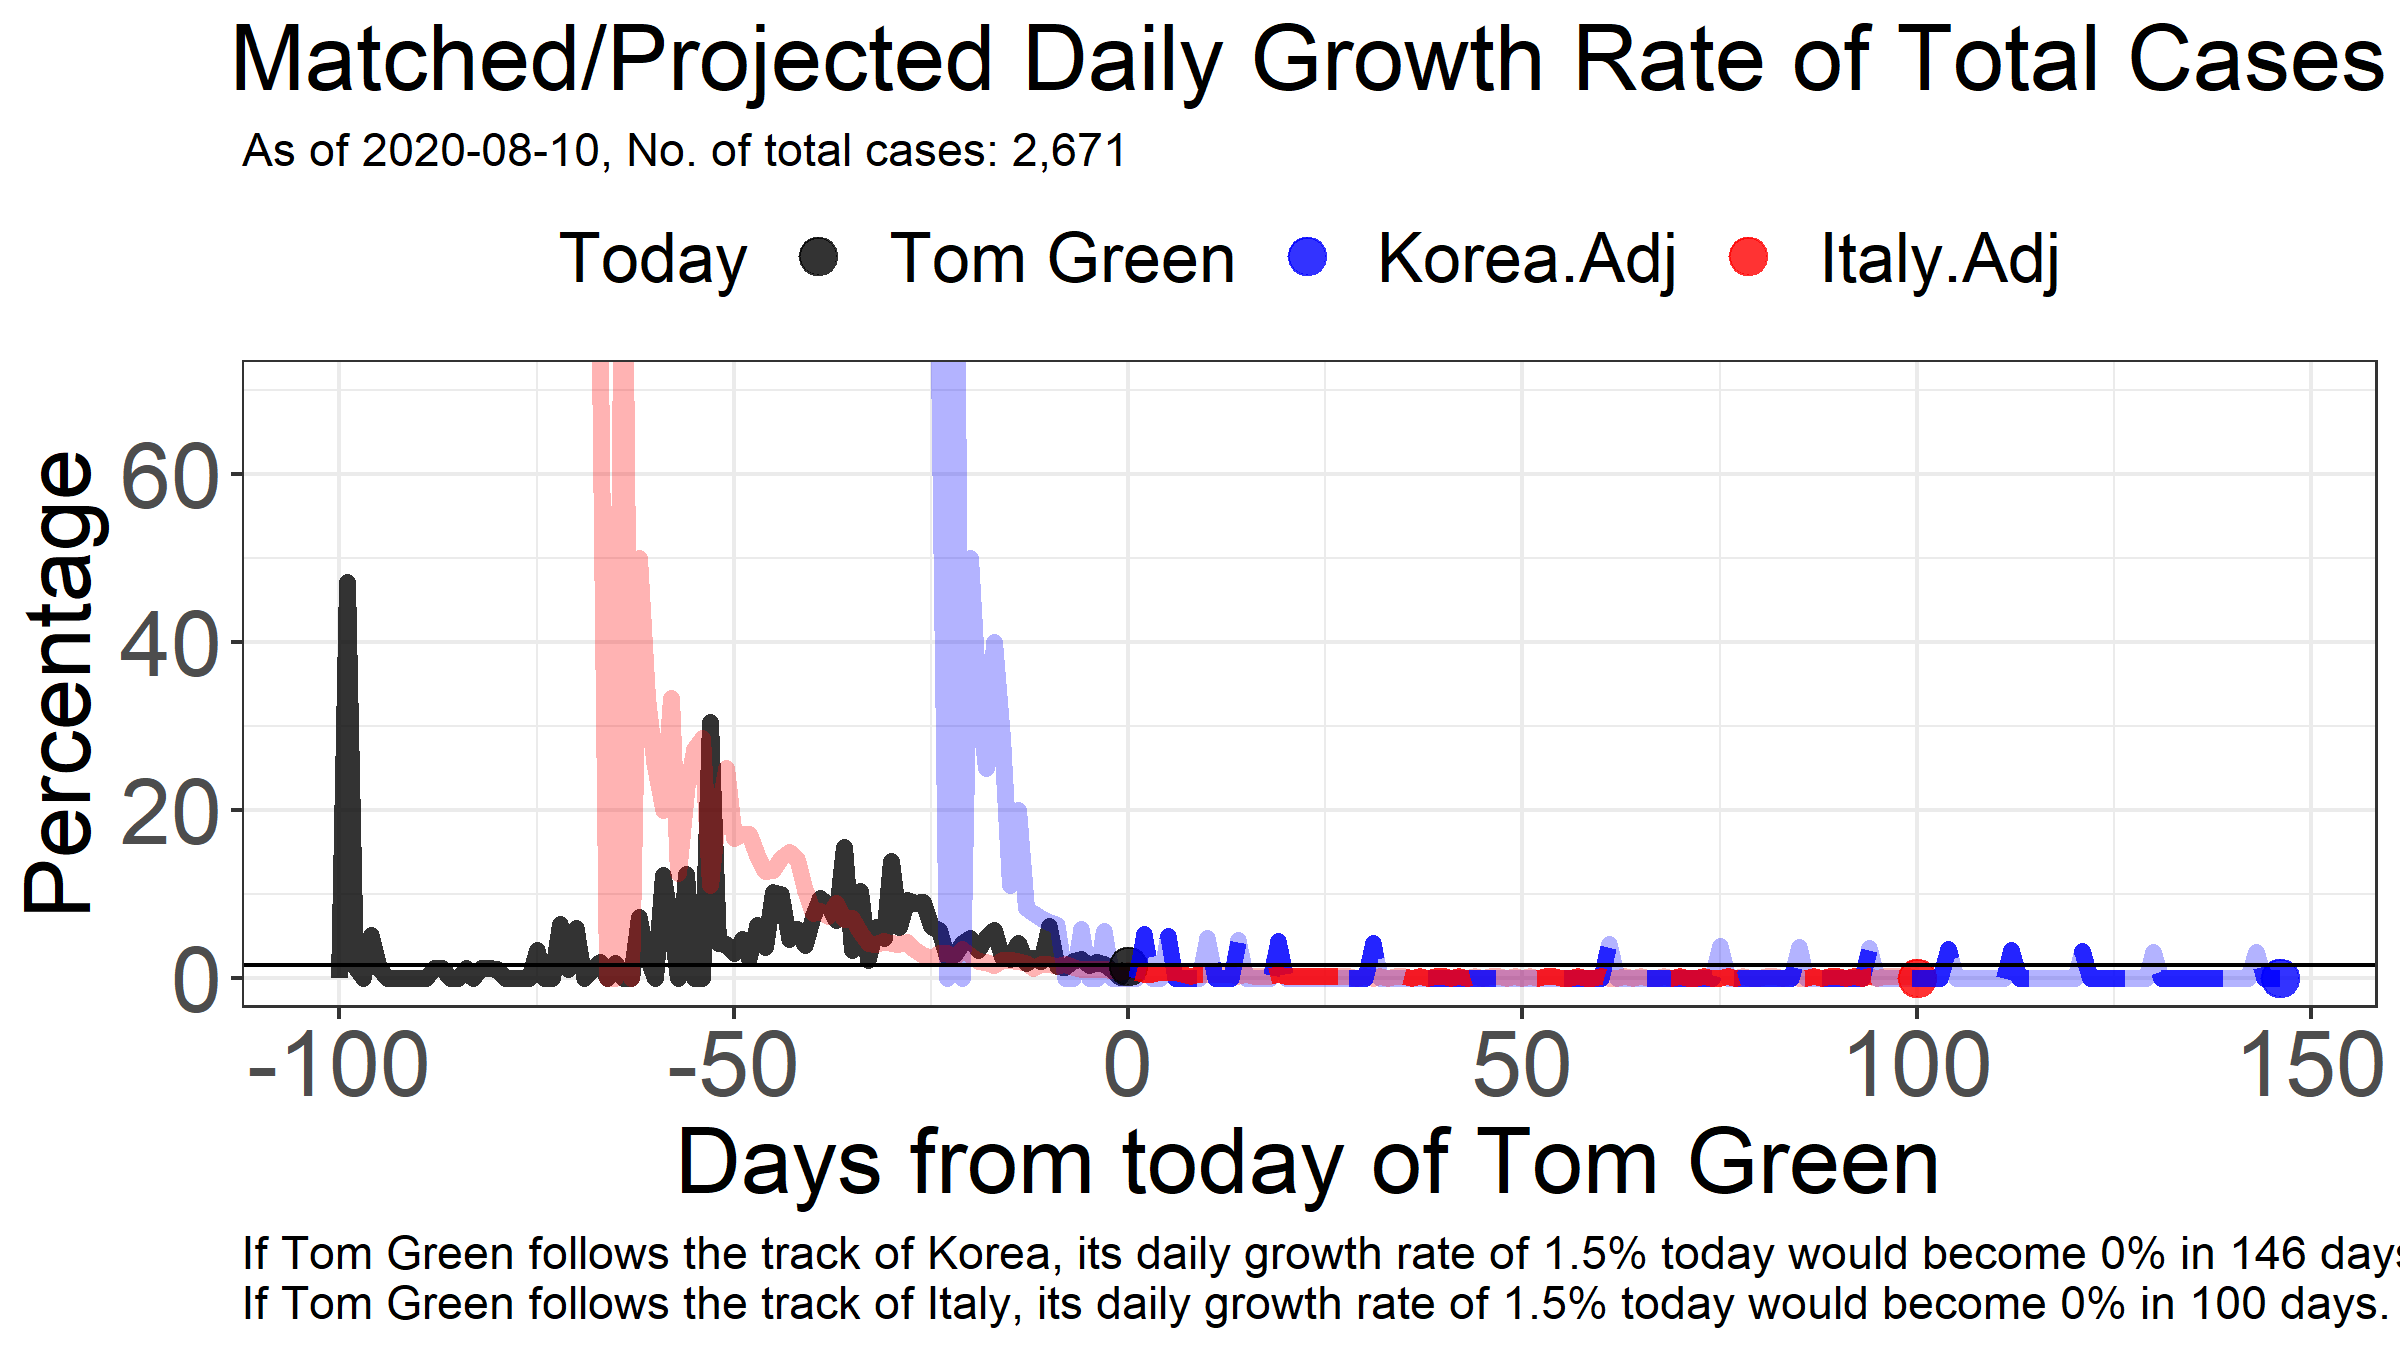 Matched/Projected Daily Growth Rate of Total Cases
As of 2020-08-10, No. of total cases: 2,671
Today Tom Green Korea.Adj Italy.Adj
Percentage
60
40
20
0
-100 -50 0 50 100 150
Days from today of Tom Green
If Tom Green follows the track of Korea, its daily growth rate of 1.5% today would become 0% in 146 days
If Tom Green follows the track of Italy, its daily growth rate of 1.5% today would become 0% in 100 days.